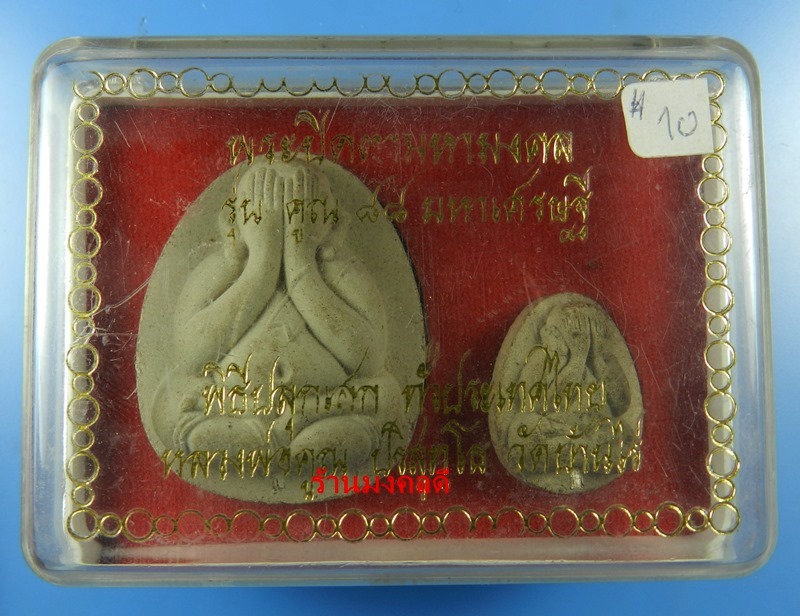 # 10
พระปิดตามหามงคล
รุ่น คูณ ๘๘ มหาเศรษฐี
พิธีปลุกเสก ทั่วประเทศไทย
หลวงพ่อคูณ ปริสุทโธ วัดบ้านไร่
ร้านมงคลดี